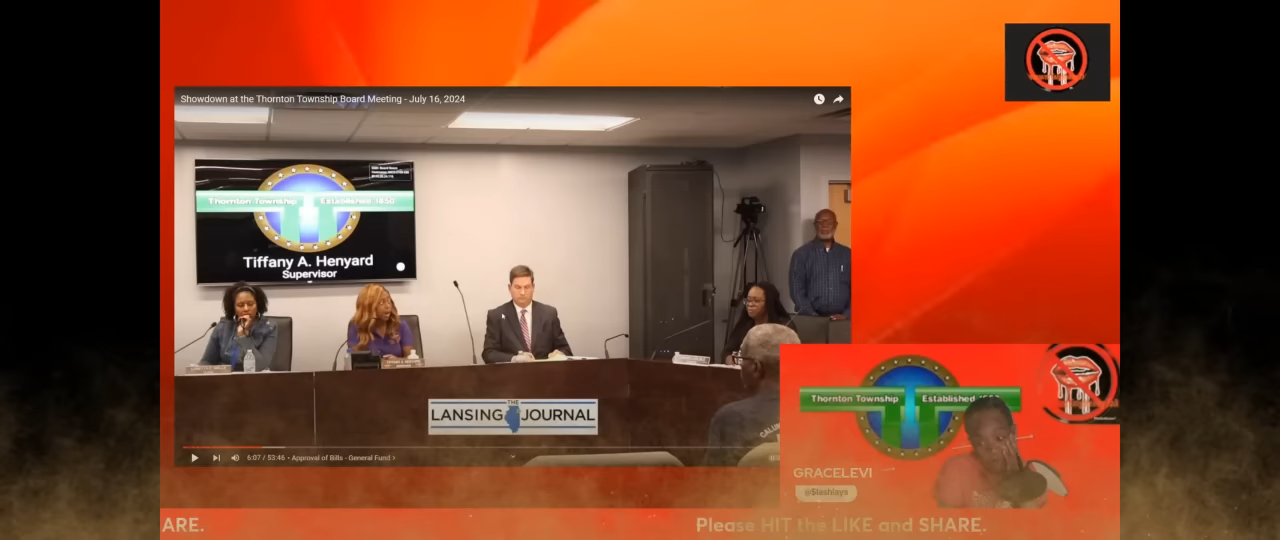 Showdown at the Thornton Township Board Meeting - July 16, 2024
Thornton Township Established 1850
Tiffany A. Henyard
Supervisor
THE
LANSING JOURNAL
6:07 / 53:46 • Approval of Bills - General Fund >
Thornton Township Established
GRACELEVI
@Slashlays
ARE.
Please HIT the LIKE and SHARE.